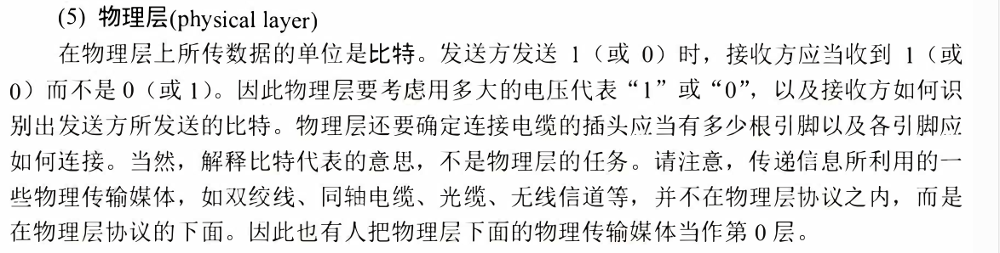 (5) 物理层(physical layer)
在物理层上所传数据的单位是比特。发送方发送 1（或 0）时，接收方应当收到 1（或
0）而不是 0（或 1）。因此物理层要考虑用多大的电压代表“1”或“0”，以及接收方如何识
别出发送方所发送的比特。物理层还要确定连接电缆的插头应当有多少根引脚以及各引脚应
如何连接。当然，解释比特代表的意思，不是物理层的任务。请注意，传递信息所利用的一
些物理传输媒体，如双绞线、同轴电缆、光缆、无线信道等，并不在物理层协议之内，而是
在物理层协议的下面。因此也有人把物理层下面的物理传输媒体当作第 0 层。